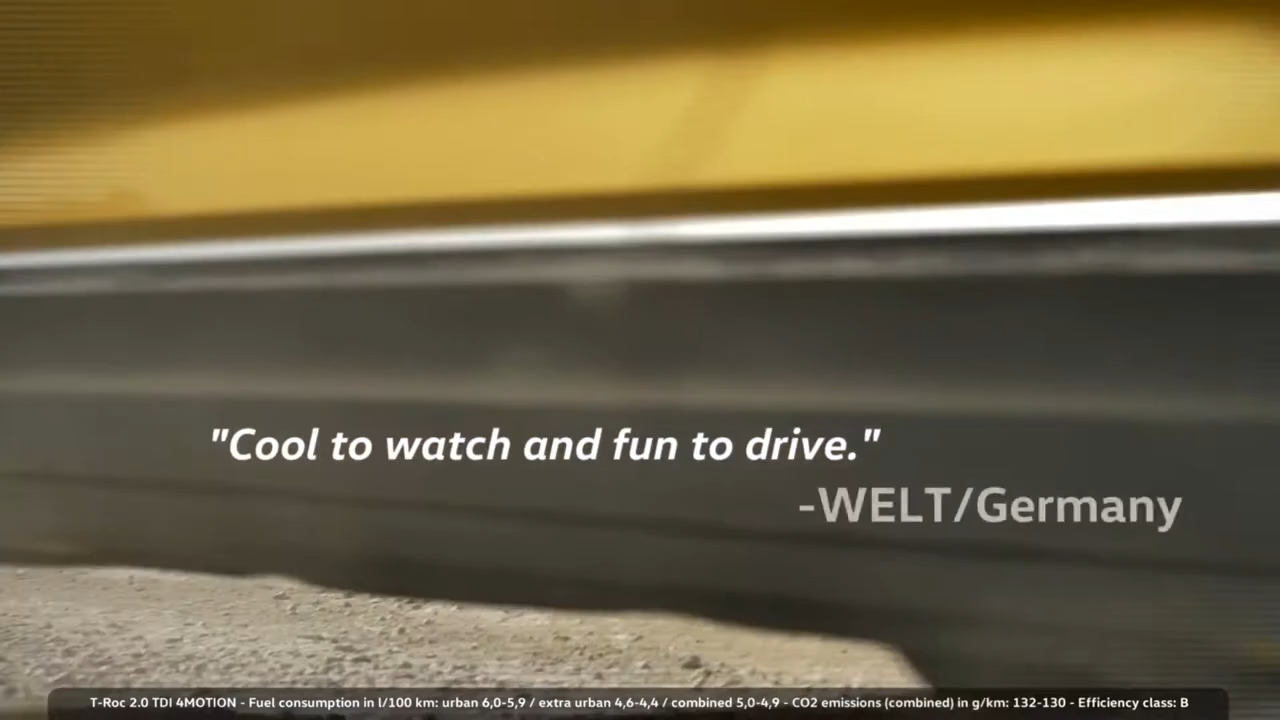 "Cool to watch and fun to drive."
-WELT/Germany
T-Roc 2.0 TDI 4MOTION - Fuel consumption in l/100 km: urban 6,0-5,9 / extra urban 4,6-4,4 / combined 5,0-4,9 - CO2 emissions (combined) in g/km: 132-130 - Efficiency class: B